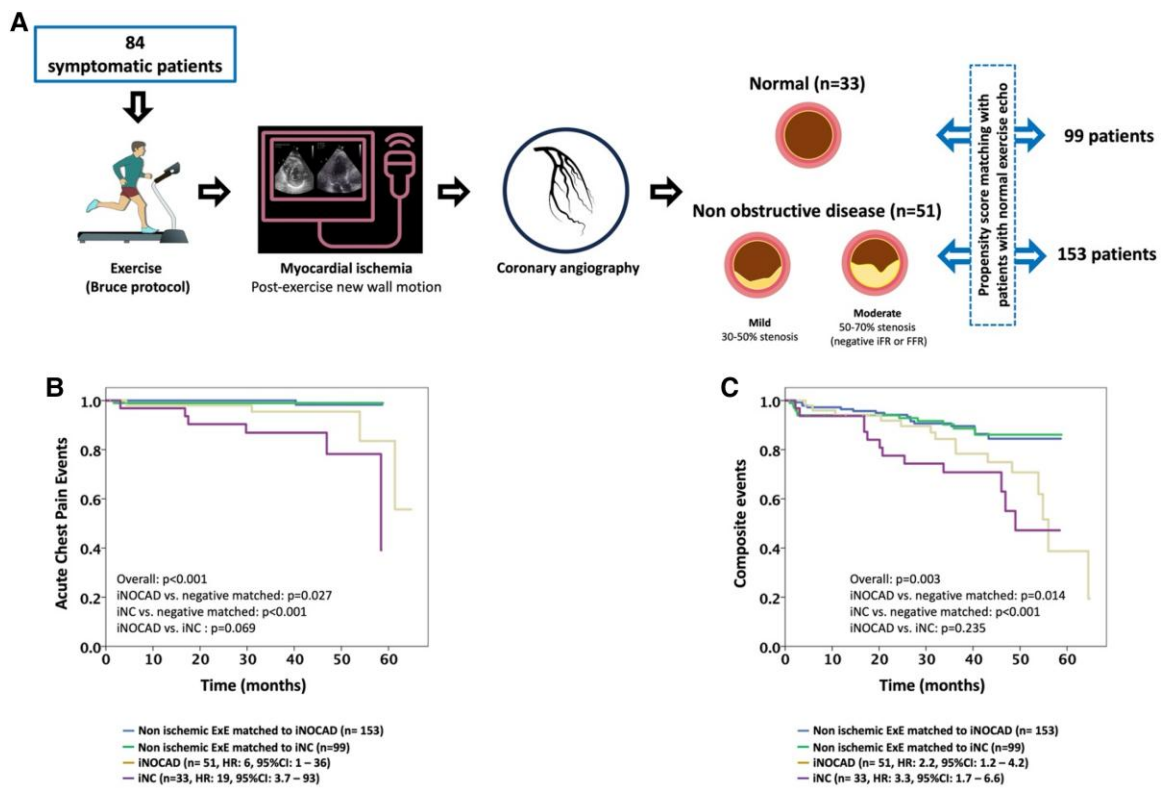 A
84
symptomatic patients
Exercise
(Bruce protocol)
Myocardial ischemia
Post-exercise new wall motion
Coronary angiography
Normal (n=33)
Non obstructive disease (n=51)
Mild
30-50% stenosis
Moderate
50-70% stenosis
(negative iFR or FFR)
Propensity score matching with
patients with normal exercise echo
99 patients
153 patients
B
Acute Chest Pain Events
1.0
0.8
0.6
0.4
0.2
0.0
Overall: p<0.001
iNOCAD vs. negative matched: p=0.027
iNC vs. negative matched: p<0.001
iNOCAD vs. iNC : p=0.069
0 10 20 30 40 50 60
Time (months)
Non ischemic ExE matched to iNOCAD (n= 153)
Non ischemic ExE matched to iNC (n=99)
iNOCAD (n= 51, HR: 6, 95%CI: 1 – 36)
iNC (n=33, HR: 19, 95%CI: 3.7 – 93)
C
Composite events
1.0
0.8
0.6
0.4
0.2
0.0
Overall: p=0.003
iNOCAD vs. negative matched: p=0.014
iNC vs. negative matched: p<0.001
iNOCAD vs. iNC: p=0.235
0 10 20 30 40 50 60
Time (months)
Non ischemic ExE matched to iNOCAD (n= 153)
Non ischemic ExE matched to iNC (n=99)
iNOCAD (n= 51, HR: 2.2, 95%CI: 1.2 – 4.2)
iNC (n= 33, HR: 3.3, 95%CI: 1.7 – 6.6)